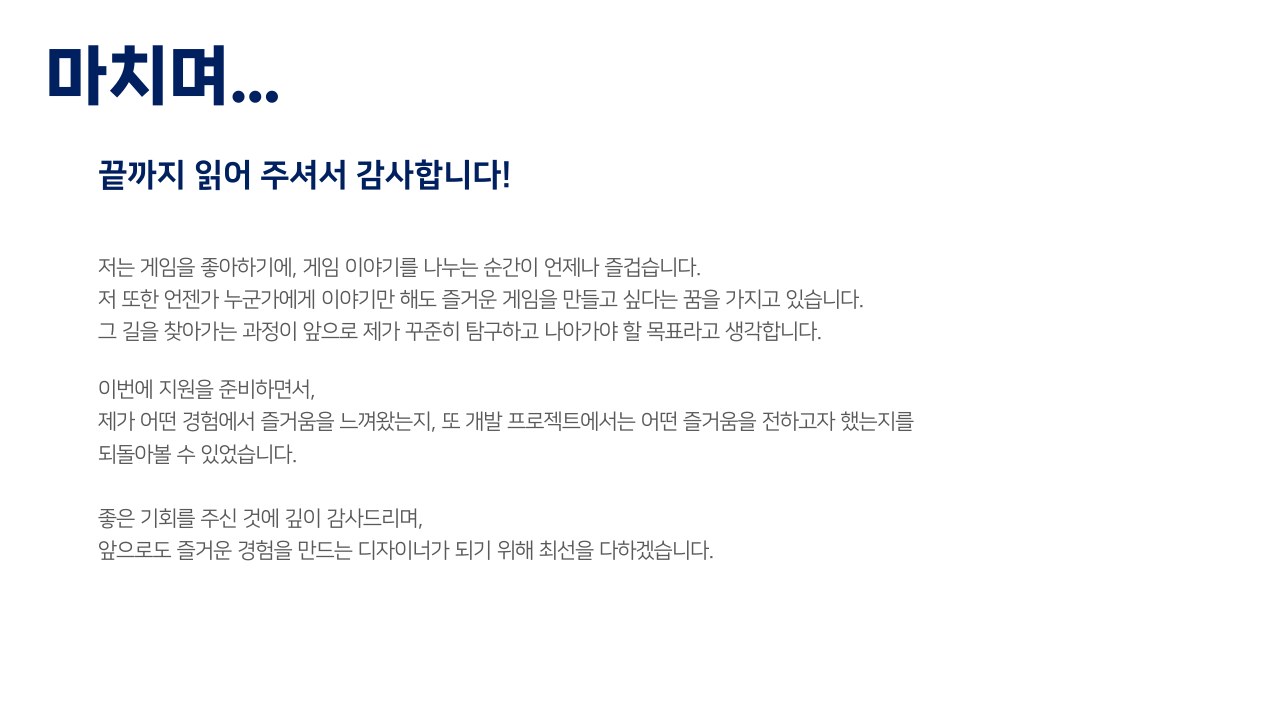 마치며...
끝까지 읽어 주셔서 감사합니다!
저는 게임을 좋아하기에, 게임 이야기를 나누는 순간이 언제나 즐겁습니다.
저 또한 언젠가 누군가에게 이야기만 해도 즐거운 게임을 만들고 싶다는 꿈을 가지고 있습니다.
그 길을 찾아가는 과정이 앞으로 제가 꾸준히 탐구하고 나아가야 할 목표라고 생각합니다.
이번에 지원을 준비하면서,
제가 어떤 경험에서 즐거움을 느껴왔는지, 또 개발 프로젝트에서는 어떤 즐거움을 전하고자 했는지를
되돌아볼 수 있었습니다.
좋은 기회를 주신 것에 깊이 감사드리며,
앞으로도 즐거운 경험을 만드는 디자이너가 되기 위해 최선을 다하겠습니다.